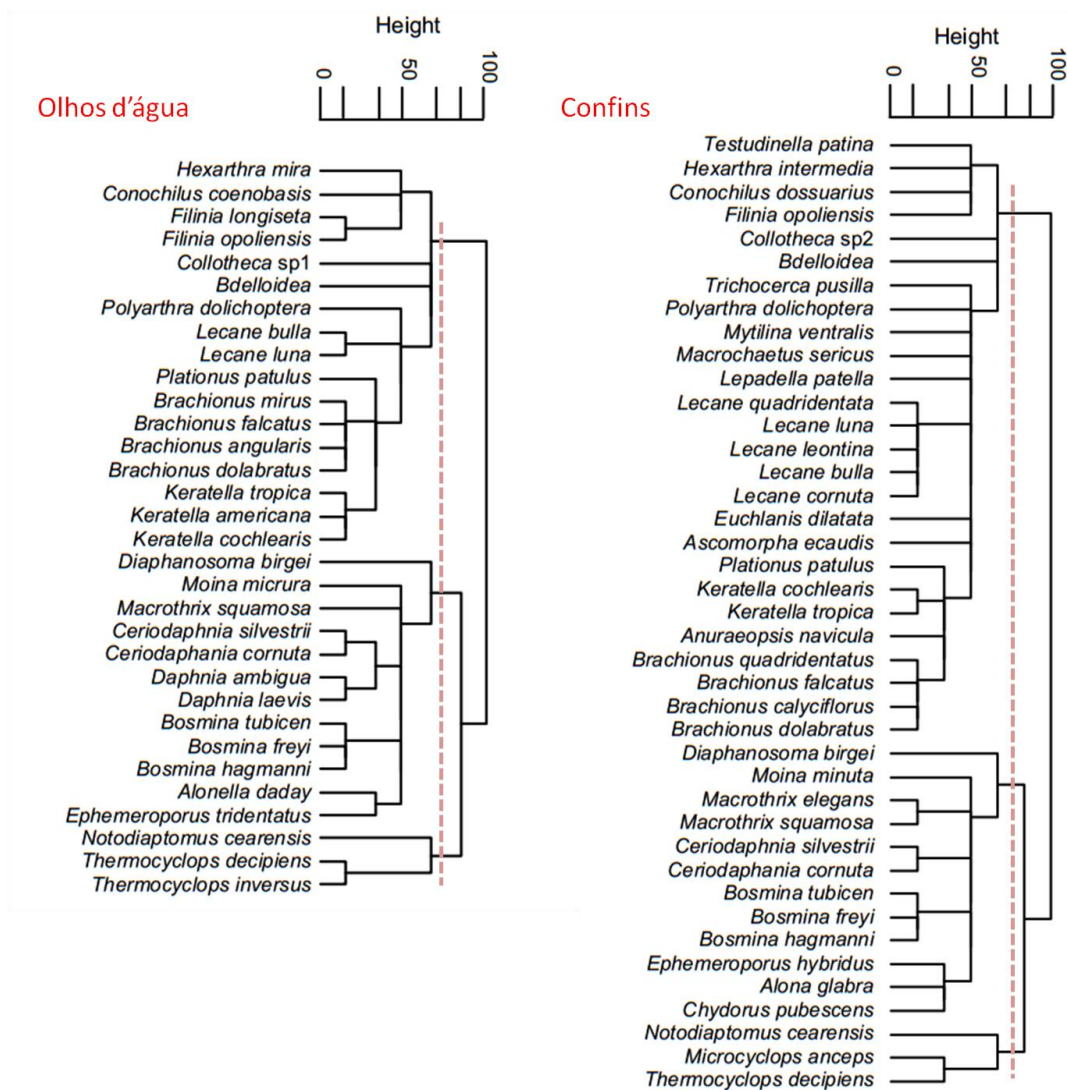 Height
0 50 100
Olhos d'água
Hexarthra mira
Conochilus coenobasis
Filinia longiseta
Filinia opoliensis
Collotheca sp1
Bdelloidea
Polyarthra dolichoptera
Lecane bulla
Lecane luna
Plationus patulus
Brachionus mirus
Brachionus falcatus
Brachionus angularis
Brachionus dolabratus
Keratella tropica
Keratella americana
Keratella cochlearis
Diaphanosoma birgei
Moina micrura
Macrothrix squamosa
Ceriodaphnia silvestrii
Ceriodaphania cornuta
Daphnia ambigua
Daphnia laevis
Bosmina tubicen
Bosmina freyi
Bosmina hagmanni
Alonella daday
Ephemeroporus tridentatus
Notodiaptomus cearensis
Thermocyclops decipiens
Thermocyclops inversus
Height
0 50 100
Confins
Testudinella patina
Hexarthra intermedia
Conochilus dossuarius
Filinia opoliensis
Collotheca sp2
Bdelloidea
Trichocerca pusilla
Polyarthra dolichoptera
Mytilina ventralis
Macrochaetus sericus
Lepadella patella
Lecane quadridentata
Lecane luna
Lecane leontina
Lecane bulla
Lecane cornuta
Euchlanis dilatata
Ascomorpha ecaudis
Plationus patulus
Keratella cochlearis
Keratella tropica
Anuraeopsis navicula
Brachionus quadridentatus
Brachionus falcatus
Brachionus calyciflorus
Brachionus dolabratus
Diaphanosoma birgei
Moina minuta
Macrothrix elegans
Macrothrix squamosa
Ceriodaphnia silvestrii
Ceriodaphania cornuta
Bosmina tubicen
Bosmina freyi
Bosmina hagmanni
Ephemeroporus hybridus
Alona glabra
Chydorus pubescens
Notodiaptomus cearensis
Microcyclops anceps
Thermocyclops decipiens